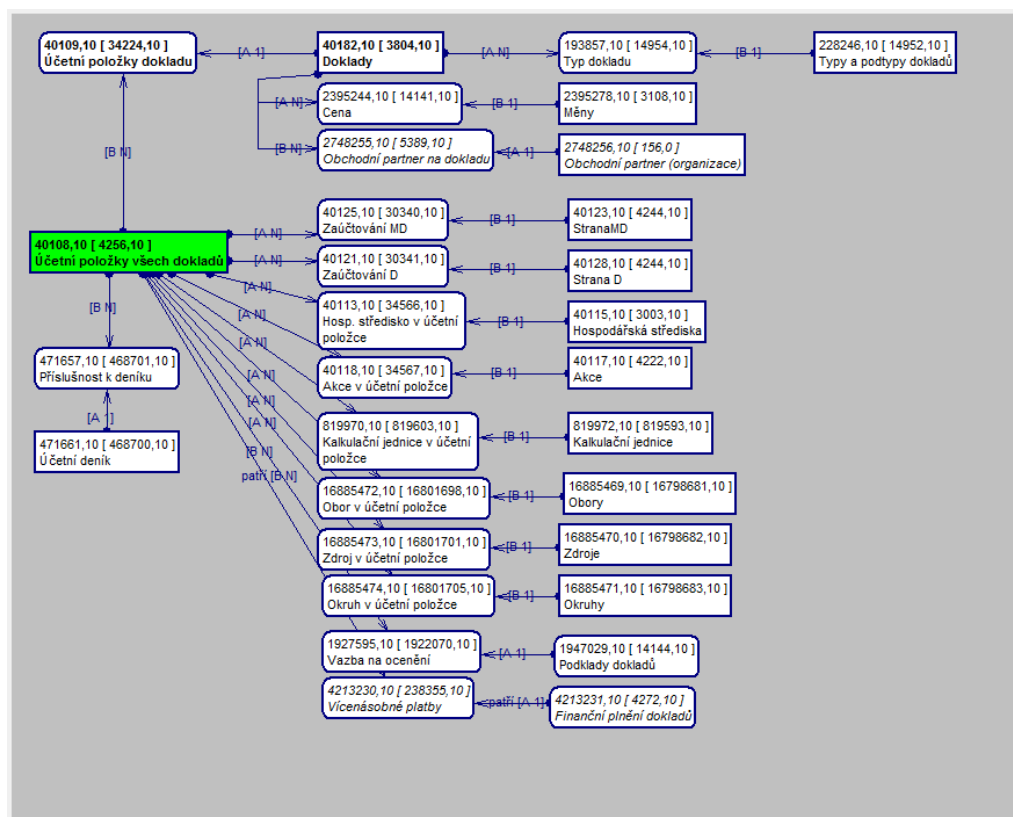 40109,10 [ 34224,10 ]
Účetní položky dokladu
[A 1]
40182,10 [ 3804,10 ]
Doklady
[A N]
193857,10 [ 14954,10 ]
Typ dokladu
[B 1]
228246,10 [ 14952,10 ]
Typy a podtypy dokladů
[A N]
2395244,10 [ 14141,10 ]
Cena
[B 1]
2395278,10 [ 3108,10 ]
Měny
[B N]
2748255,10 [ 5389,10 ]
Obchodní partner na dokladu
[A 1]
2748256,10 [ 156,0 ]
Obchodní partner (organizace)
[B N]
40108,10 [ 4256,10 ]
Účetní položky všech dokladů
[A N]
40125,10 [ 30340,10 ]
Zaúčtování MD
[B 1]
40123,10 [ 4244,10 ]
StranaMD
[A N]
40121,10 [ 30341,10 ]
Zaúčtování D
[B 1]
40128,10 [ 4244,10 ]
Strana D
[A N]
40113,10 [ 34566,10 ]
Hosp. středisko v účetní
položce
[B 1]
40115,10 [ 3003,10 ]
Hospodářská střediska
[A N]
40118,10 [ 34567,10 ]
Akce v účetní položce
[B 1]
40117,10 [ 4222,10 ]
Akce
[A N]
819970,10 [ 819603,10 ]
Kalkulační jednice v účetní
položce
[B 1]
819972,10 [ 819593,10 ]
Kalkulační jednice
[A N]
16885472,10 [ 16801698,10 ]
Obor v účetní položce
[B 1]
16885469,10 [ 16798681,10 ]
Obory
[A N]
16885473,10 [ 16801701,10 ]
Zdroj v účetní položce
[B 1]
16885470,10 [ 16798682,10 ]
Zdroje
16885474,10 [ 16801705,10 ]
Okruh v účetní položce
[B 1]
16885471,10 [ 16798683,10 ]
Okruhy
[B N]
1927595,10 [ 1922070,10 ]
Vazba na ocenění
[A 1]
1947029,10 [ 14144,10 ]
Podklady dokladů
patří [B N]
4213230,10 [ 238355,10 ]
Vícenásobné platby
patří [A 1]
4213231,10 [ 4272,10 ]
Finanční plnění dokladů
[B N]
471657,10 [ 468701,10 ]
Příslušnost k deníku
[A 1]
471661,10 [ 468700,10 ]
Účetní deník